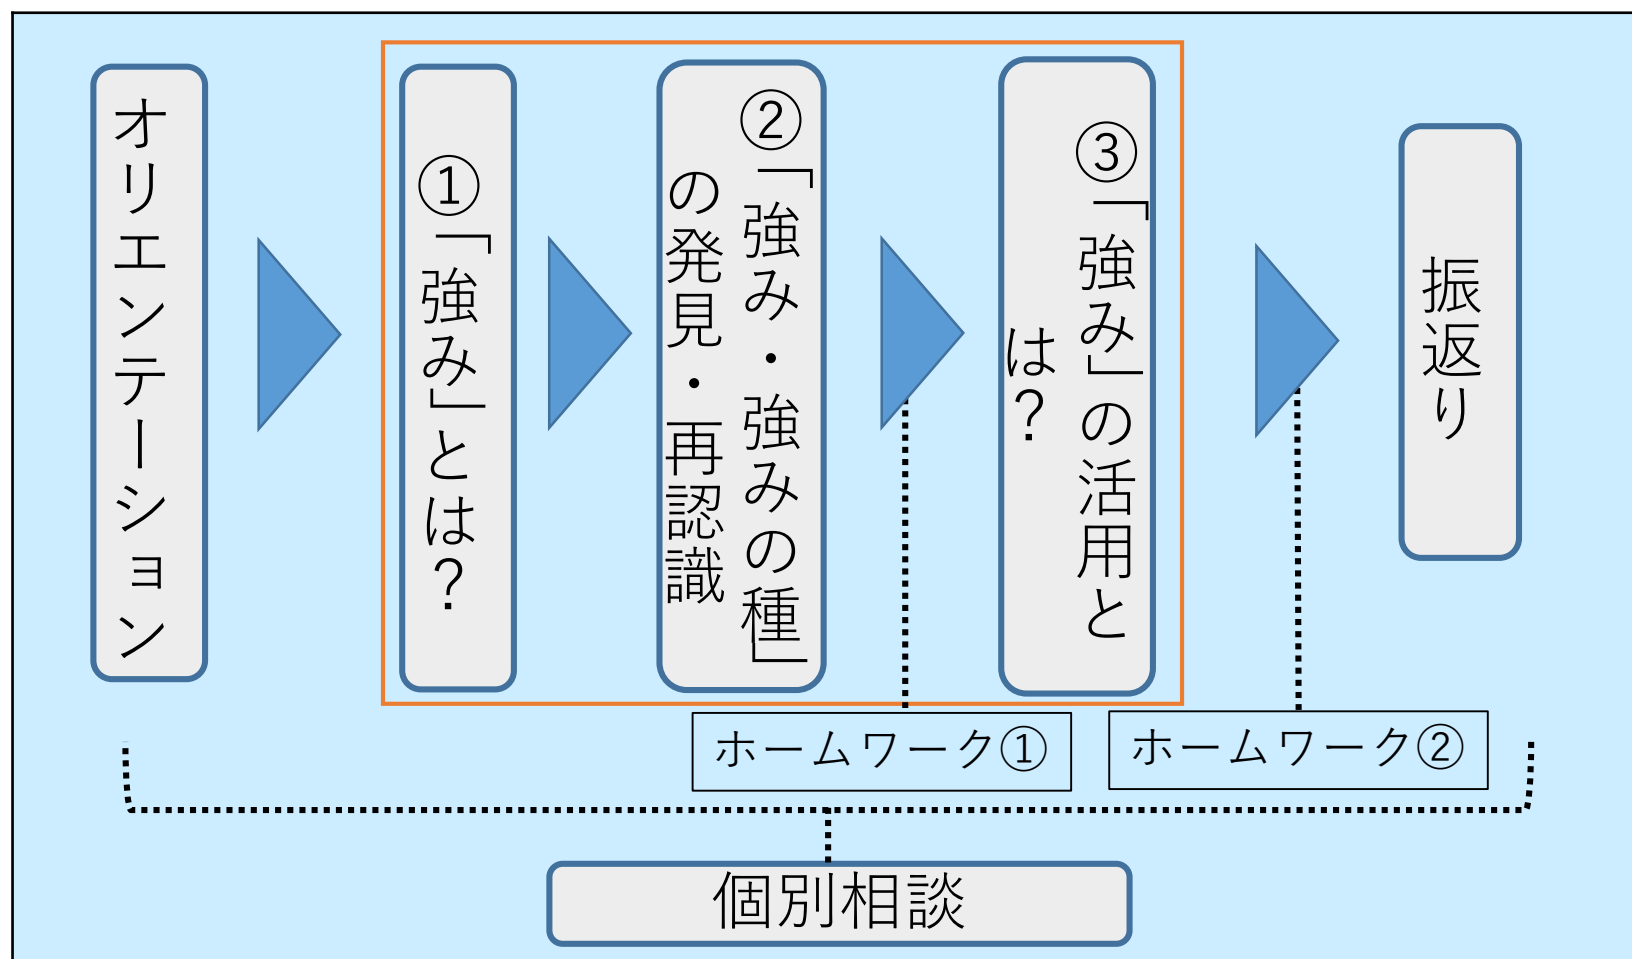 オリエンテーション
①「強み」とは？
②「強み・強みの種」
の発見・再認識
③「強み」の活用と
は？
振返り
ホームワーク①
ホームワーク②
個別相談